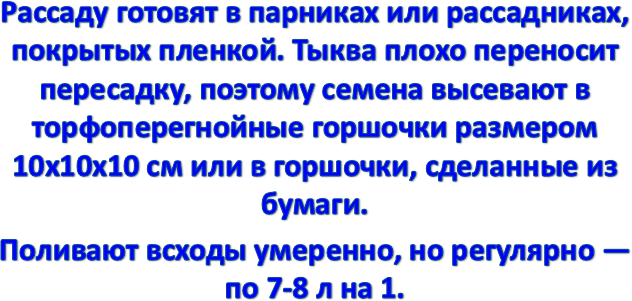 Рассаду готовят в парниках или рассадниках,
покрытых пленкой. Тыква плохо переносит
пересадку, поэтому семена высевают в
торфоперегнойные горшочки размером
10х10х10 см или в горшочки, сделанные из
бумаги.
Поливают всходы умеренно, но регулярно —
по 7-8 л на 1.